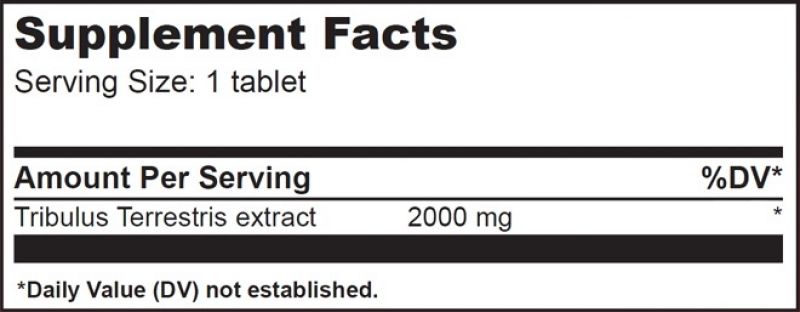 Supplement Facts
Serving Size: 1 tablet
Amount Per Serving %DV*
Tribulus Terrestris extract 2000 mg *
*Daily Value (DV) not established.